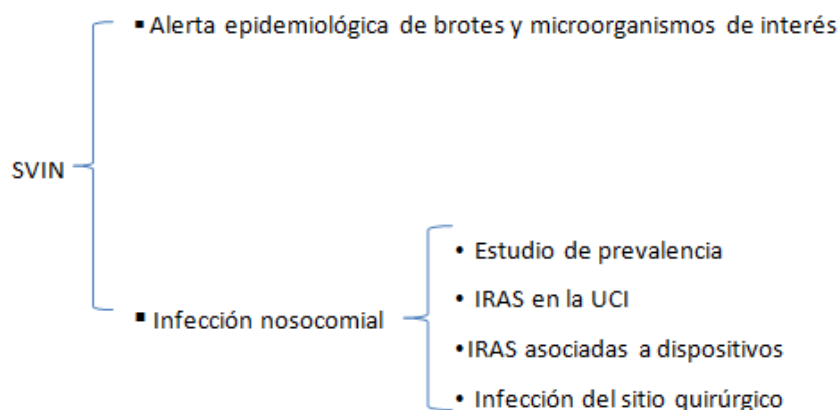 ▪ Alerta epidemiológica de brotes y microorganismos de interés
SVIN
▪ Infección nosocomial
• Estudio de prevalencia
• IRAS en la UCI
•IRAS asociadas a dispositivos
• Infección del sitio quirúrgico